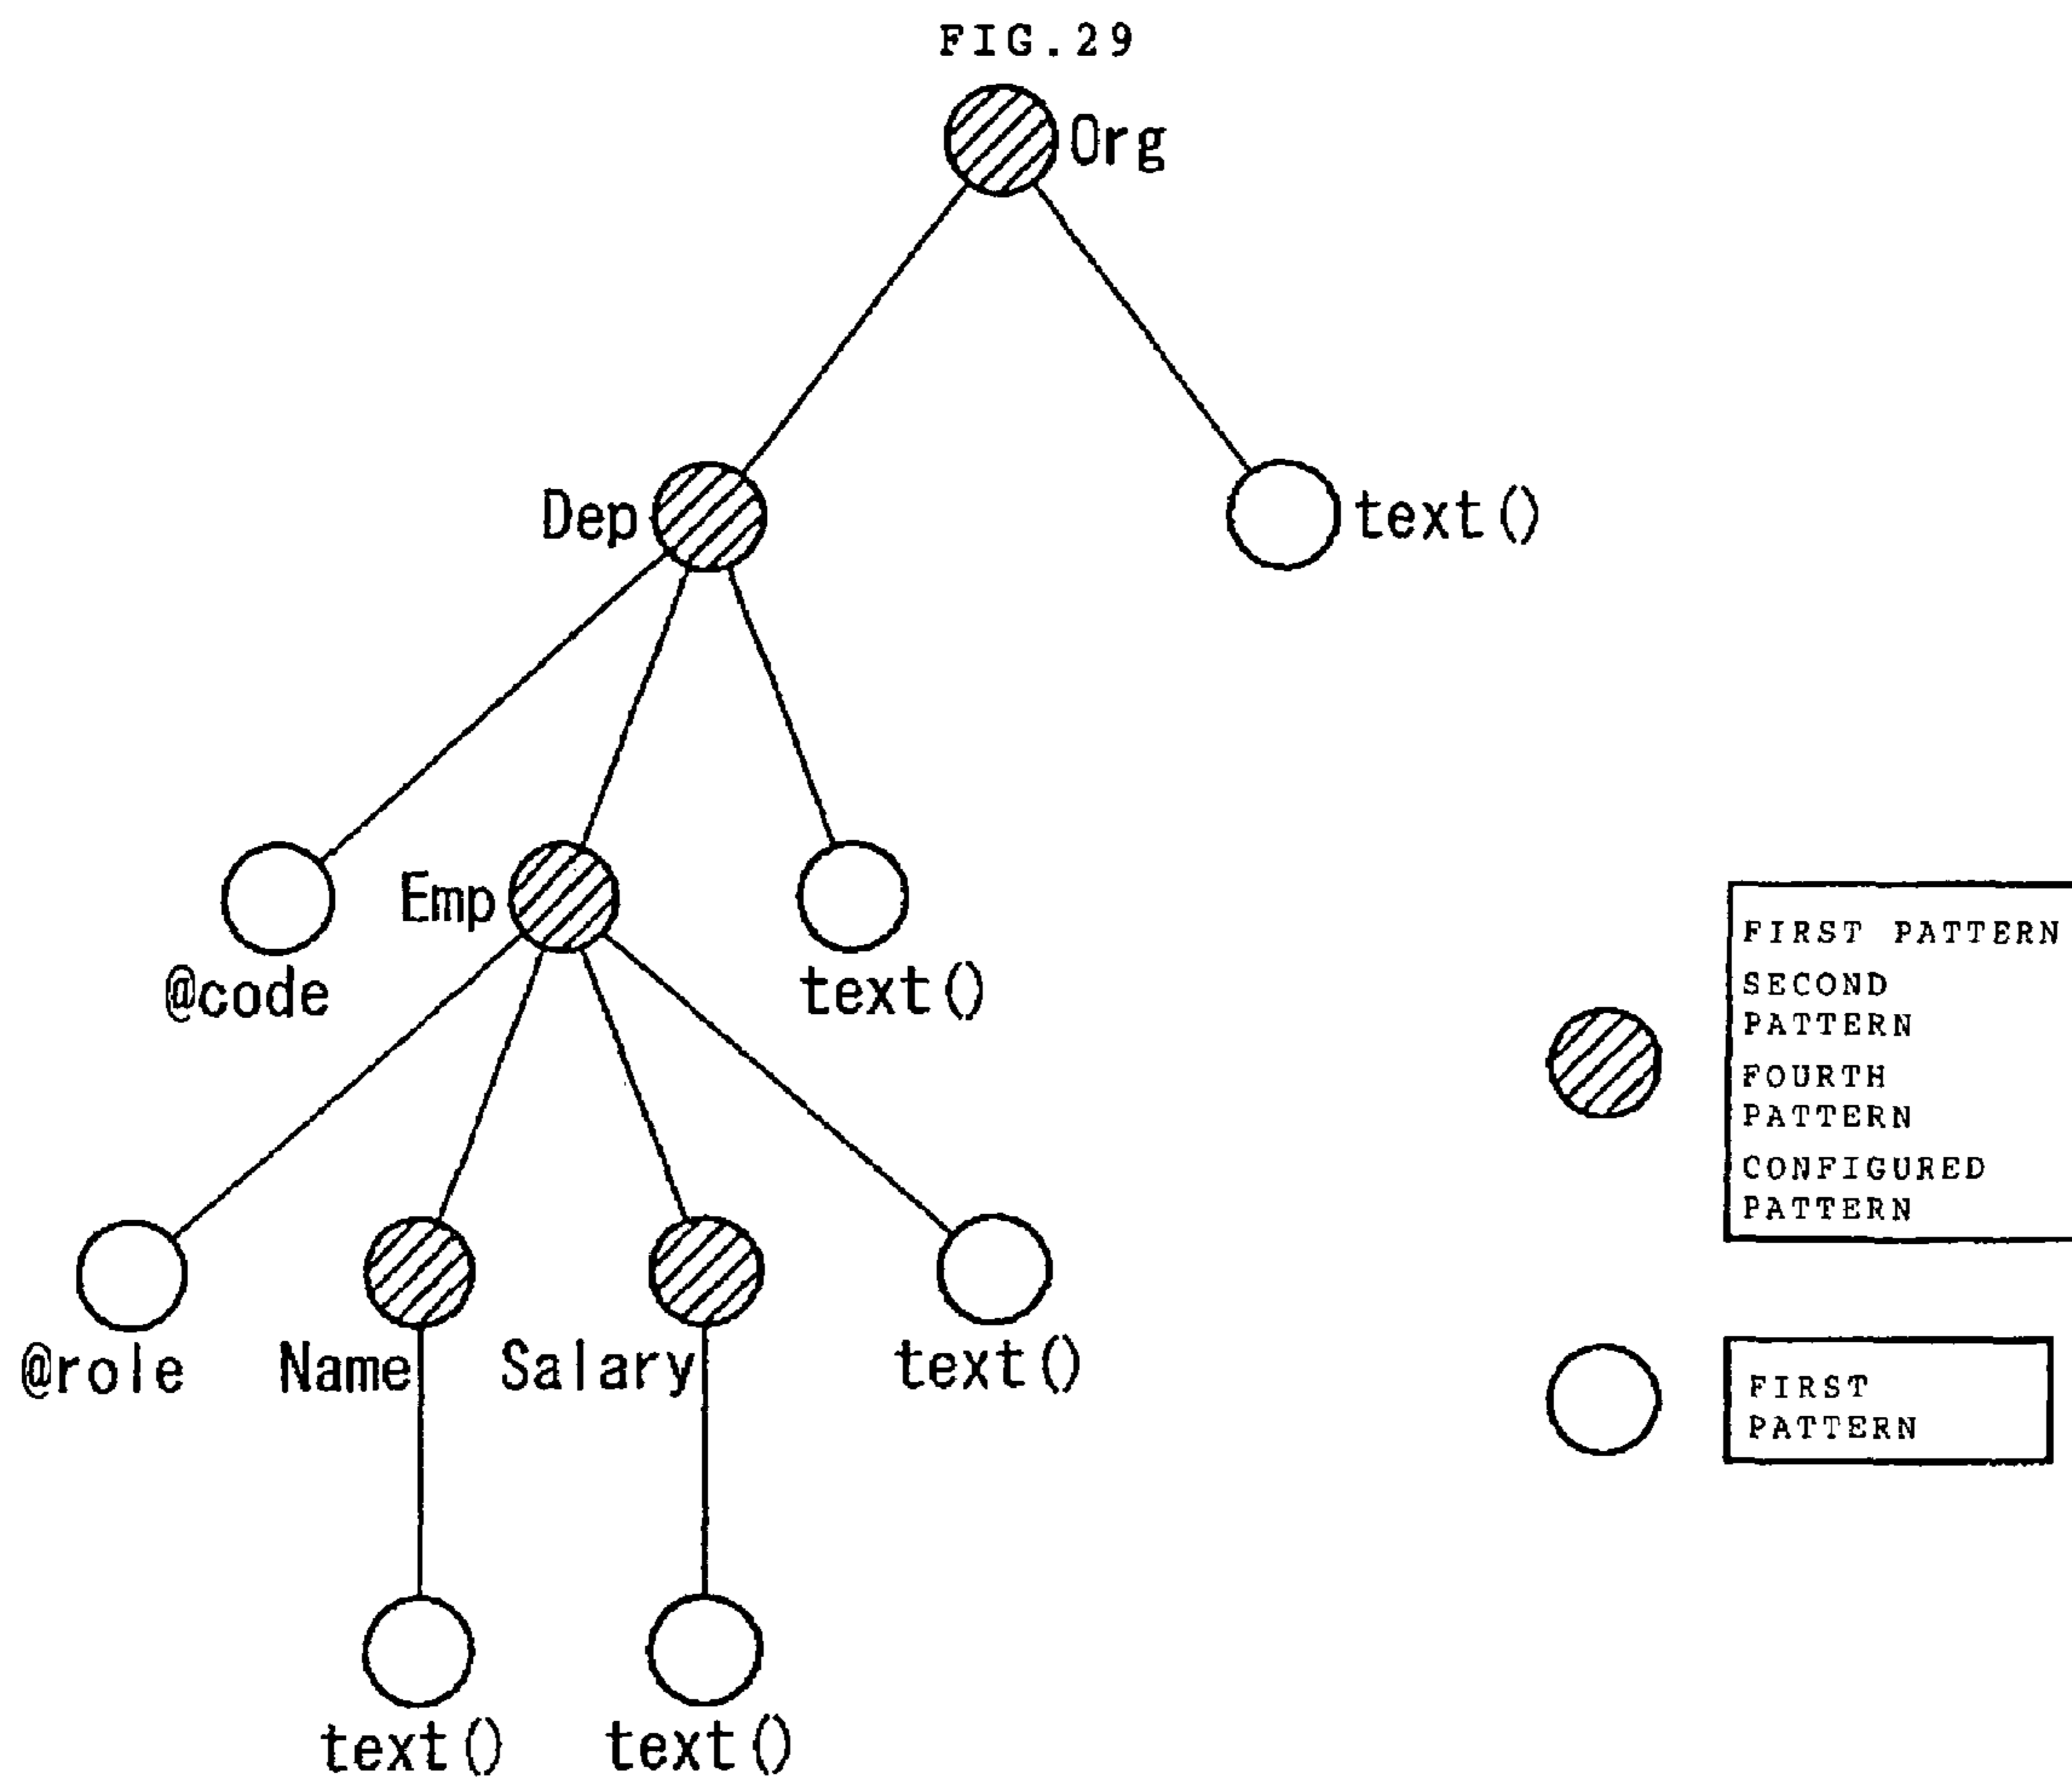 FIG.29
Org
Dep
text()
@code
Emp
text()
@role
Name
Salary
text()
text()
text()
FIRST PATTERN
SECOND
PATTERN
FOURTH
PATTERN
CONFIGURED
PATTERN
FIRST
PATTERN